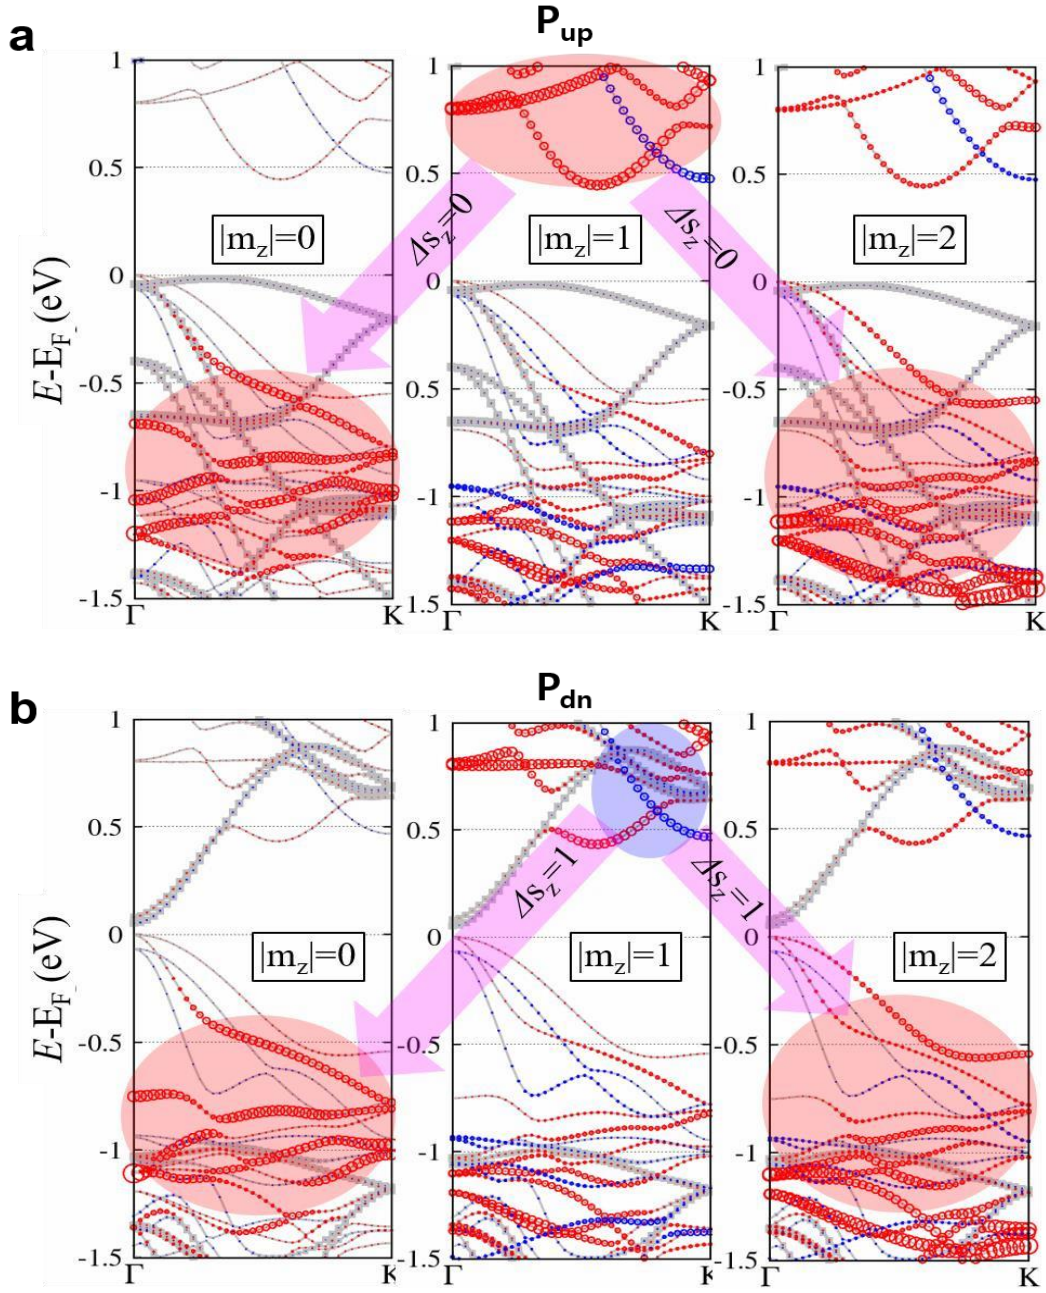 a
P_up
1 1 1
0.5 0.5 0.5
Δs_z=0 Δs_z=0
|m_z|=0 |m_z|=1 |m_z|=2
0 0 0
E-E_F (eV)
-0.5 0.5 -0.5
-1 -1 -1
-1.5 1.5 -1.5
Γ K Γ K Γ K
b
P_dn
1 1 1
0.5 0.5 0.5
Δs_z=1 Δs_z=1
0 0 0
|m_z|=0 |m_z|=1 |m_z|=2
E-E_F (eV)
-0.5 -0.5 -0.5
-1 -1 -1
-1.5 -1.5 -1.5
Γ K Γ K Γ K